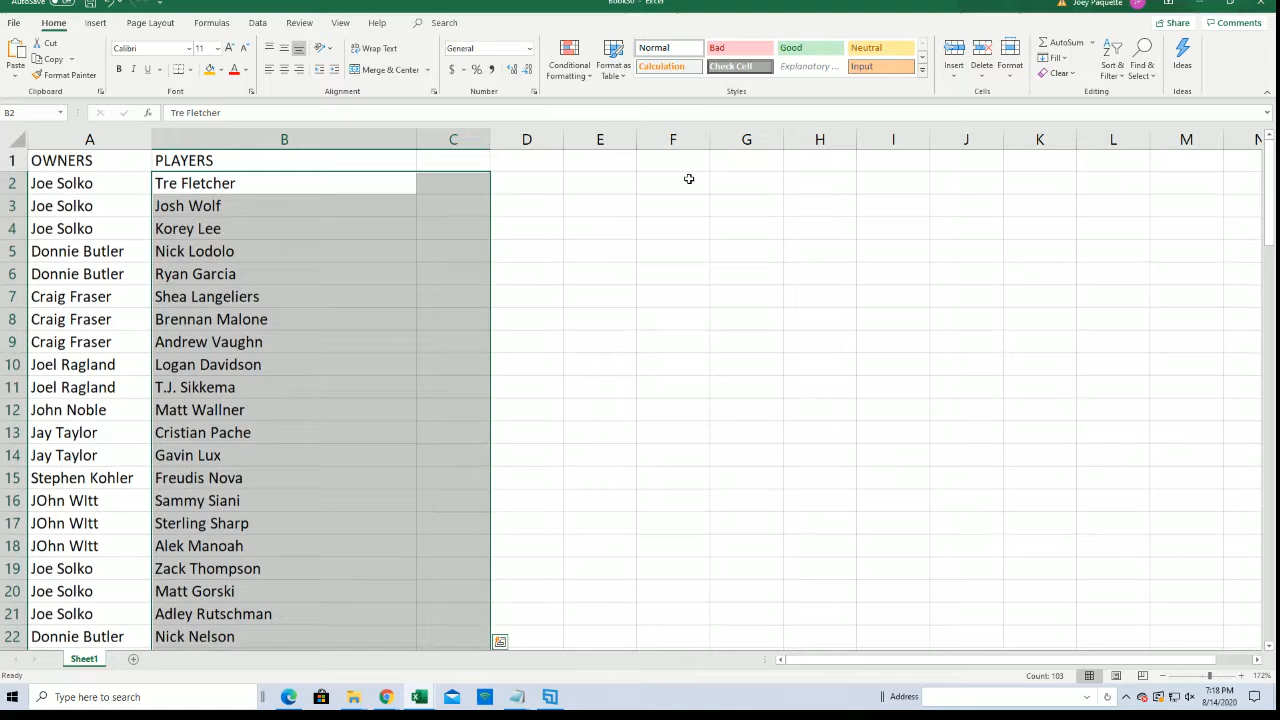 AutoSave
Book30 - Excel
Joey Paquette
File Home Insert Page Layout Formulas Data Review View Help Search
Share Comments
Paste
Cut
Copy
Format Painter
Clipboard
Calibri 11
B I U
Font
Wrap Text
Merge & Center
Alignment
General
$ % ,
Number
Conditional Formatting
Format as Table
Normal Bad Good Neutral
Calculation Check Cell Explanatory ... Input
Styles
Insert Delete Format
Cells
AutoSum
Fill
Clear
Sort & Filter
Find & Select
Editing
Ideas
Ideas
B2 fx Tre Fletcher
A B C D E F G H I J K L M N
1 OWNERS PLAYERS
2 Joe Solko Tre Fletcher
3 Joe Solko Josh Wolf
4 Joe Solko Korey Lee
5 Donnie Butler Nick Lodolo
6 Donnie Butler Ryan Garcia
7 Craig Fraser Shea Langeliers
8 Craig Fraser Brennan Malone
9 Craig Fraser Andrew Vaughn
10 Joel Ragland Logan Davidson
11 Joel Ragland T.J. Sikkema
12 John Noble Matt Wallner
13 Jay Taylor Cristian Pache
14 Jay Taylor Gavin Lux
15 Stephen Kohler Freudis Nova
16 JOhn WItt Sammy Siani
17 JOhn WItt Sterling Sharp
18 JOhn WItt Alek Manoah
19 Joe Solko Zack Thompson
20 Joe Solko Matt Gorski
21 Joe Solko Adley Rutschman
22 Donnie Butler Nick Nelson
Sheet1
Ready
Count: 103
172%
Type here to search
Address
7:18 PM
8/14/2020